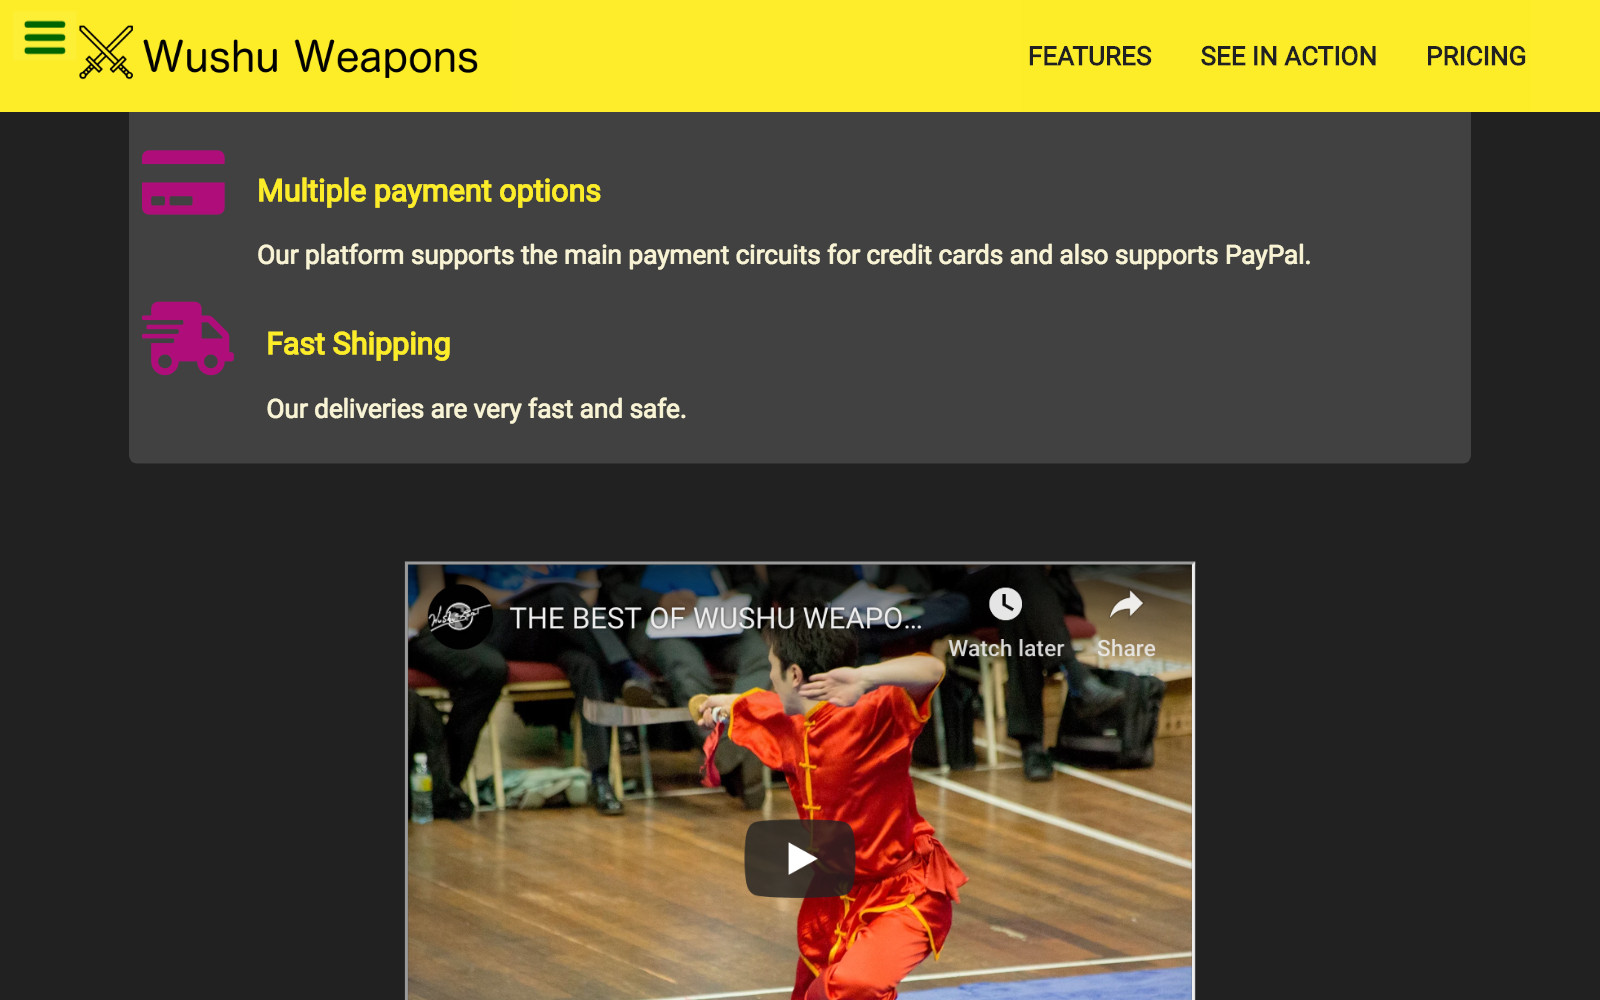 Wushu Weapons
FEATURES SEE IN ACTION PRICING
Multiple payment options
Our platform supports the main payment circuits for credit cards and also supports PayPal.
Fast Shipping
Our deliveries are very fast and safe.
THE BEST OF WUSHU WEAPO...
Watch later
Share